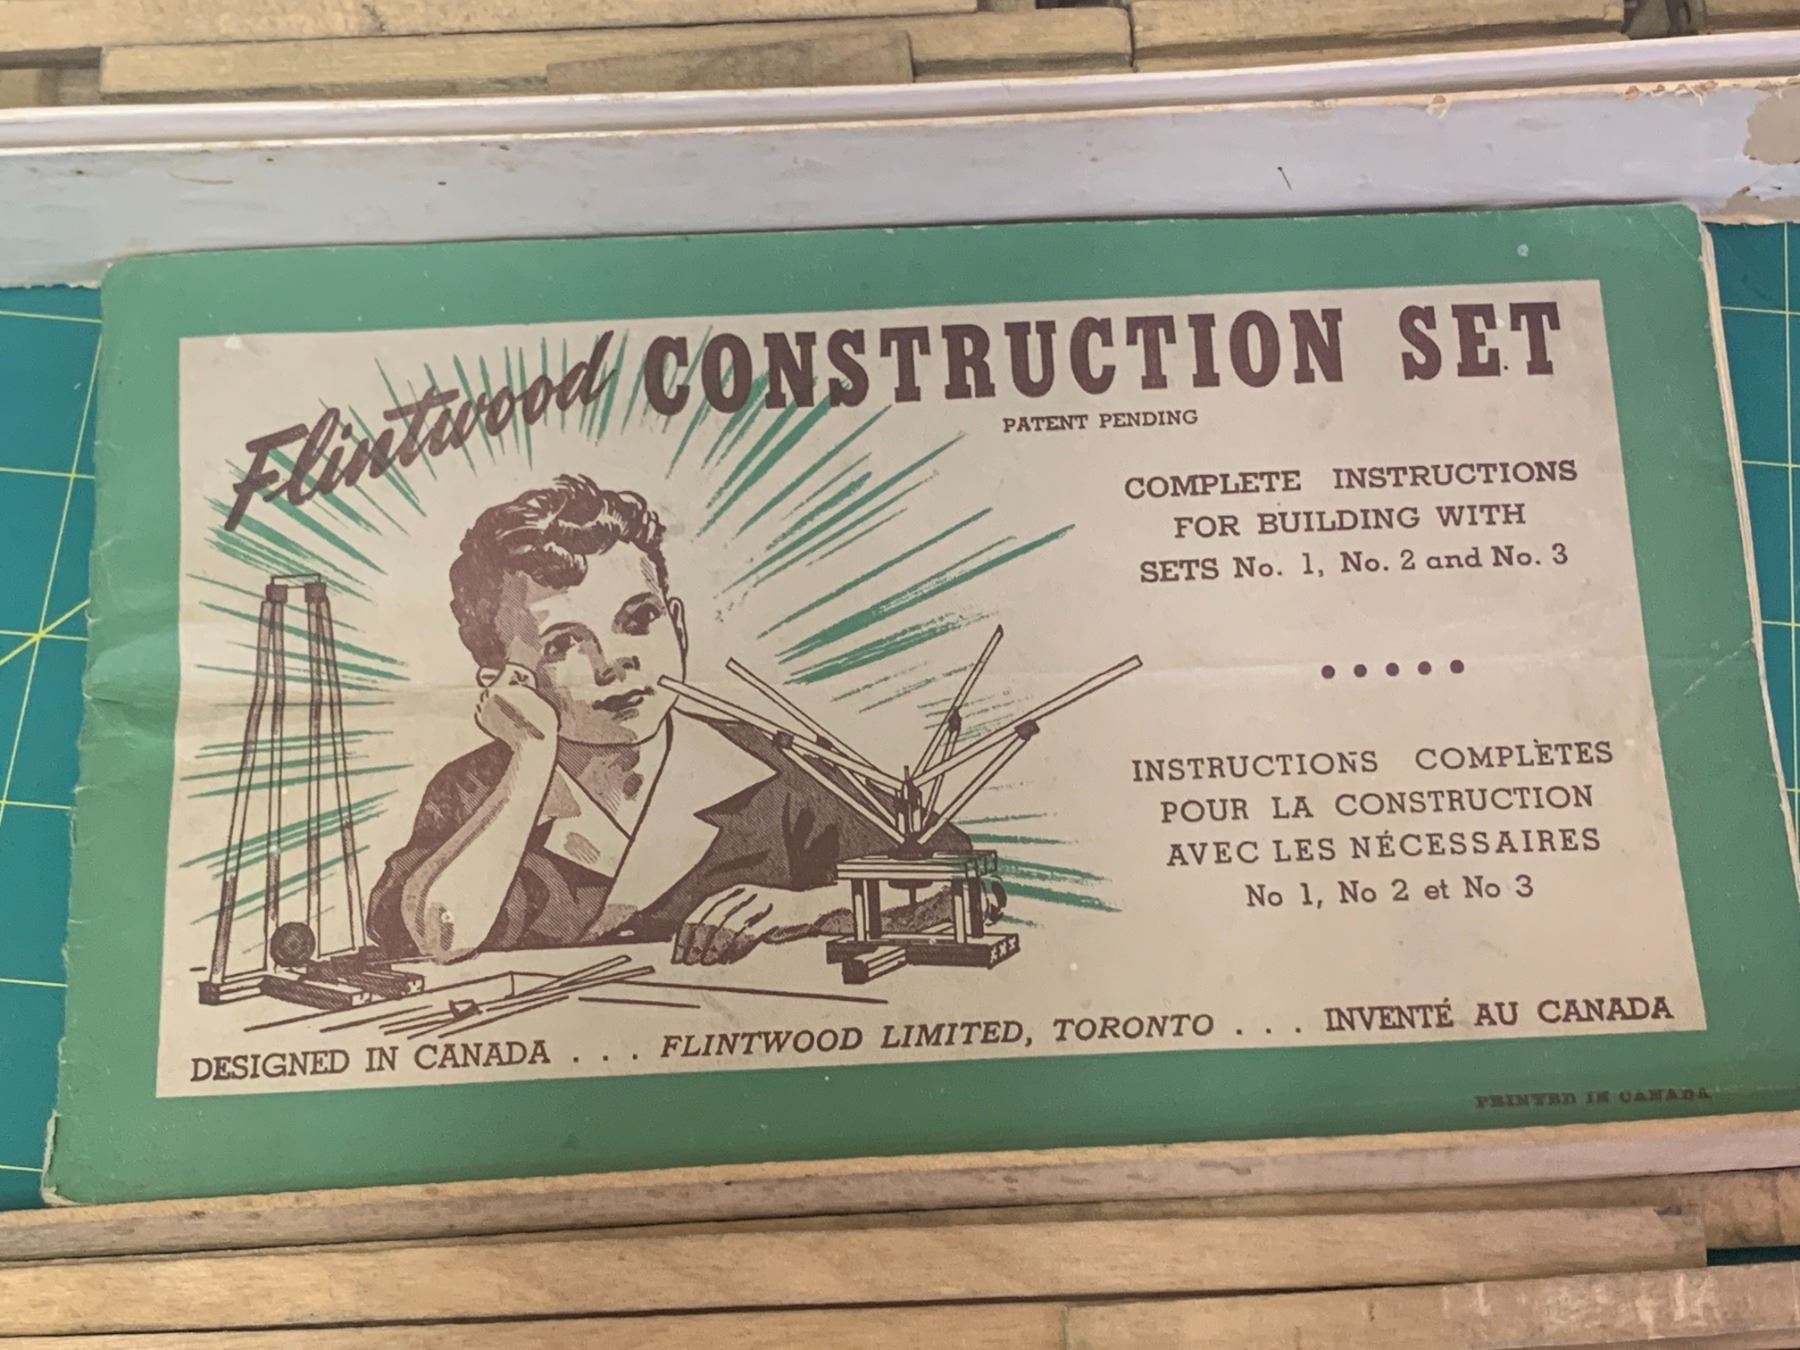 Flintwood CONSTRUCTION SET
PATENT PENDING
COMPLETE INSTRUCTIONS
FOR BUILDING WITH
SETS No. 1, No. 2 and No. 3
INSTRUCTIONS COMPLÈTES
POUR LA CONSTRUCTION
AVEC LES NÉCESSAIRES
No 1, No 2 et No 3
DESIGNED IN CANADA . . . FLINTWOOD LIMITED, TORONTO . . . INVENTÉ AU CANADA
PRINTED IN CANADA